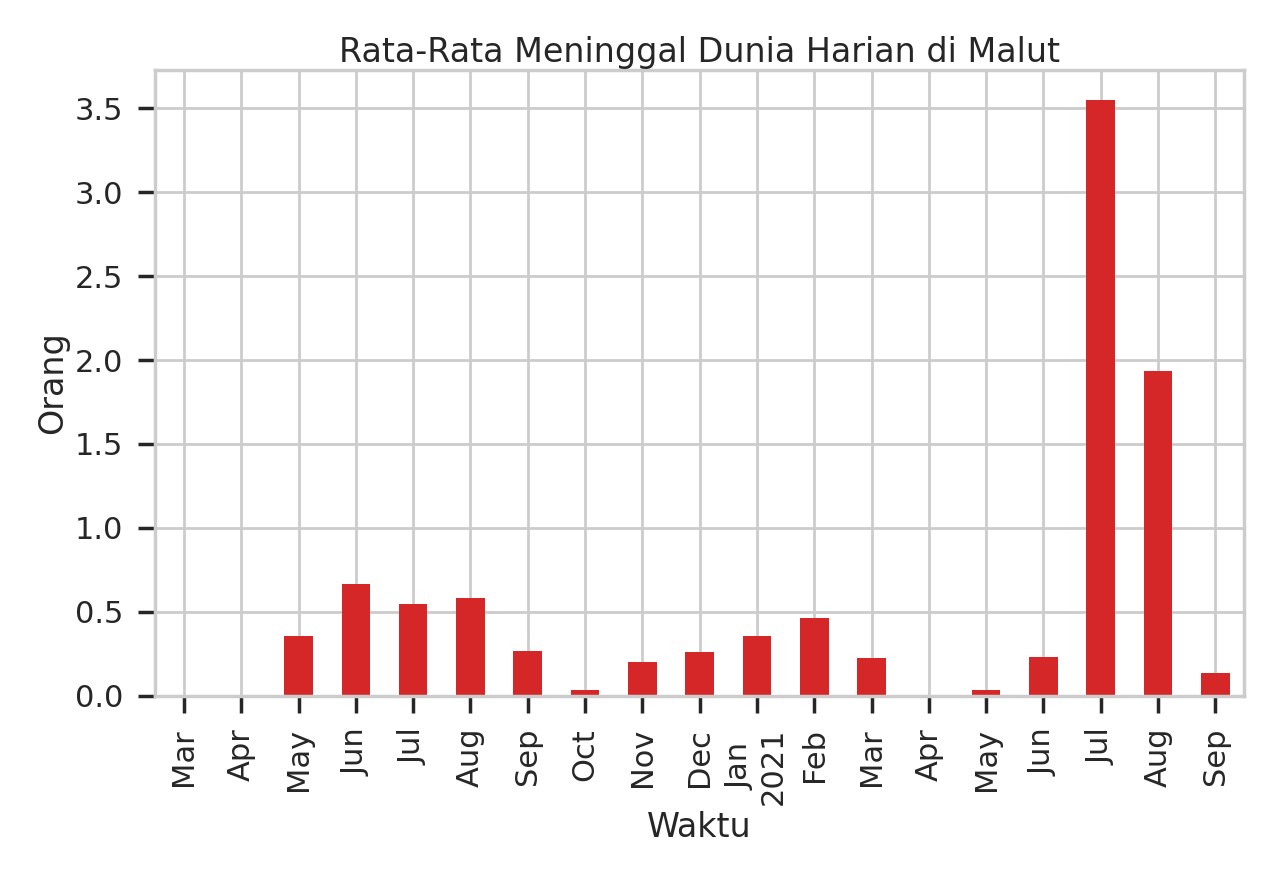 Rata-Rata Meninggal Dunia Harian di Malut
3.5
3.0
2.5
2.0
1.5
1.0
0.5
0.0
Orang
Mar
Apr
May
Jun
Jul
Aug
Sep
Oct
Nov
Dec
Jan
2021
Feb
Mar
Apr
May
Jun
Jul
Aug
Sep
Waktu